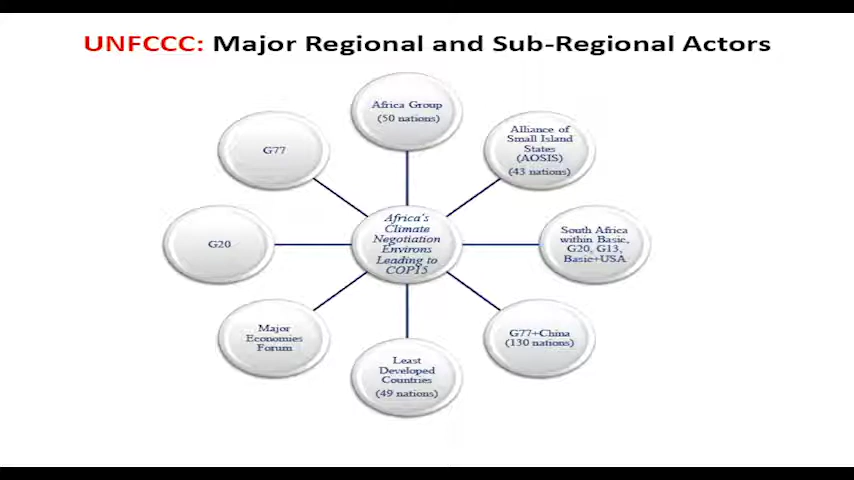 UNFCCC: Major Regional and Sub-Regional Actors
Africa Group
(50 nations)
Alliance of
Small Island
States
(AOSIS)
(43 nations)
South Africa
within Basic,
G20, G13,
Basic+USA
G77+China
(130 nations)
Least
Developed
Countries
(49 nations)
Major
Economies
Forum
G20
G77
Africa's
Climate
Negotiation
Environs
Leading to
COP15